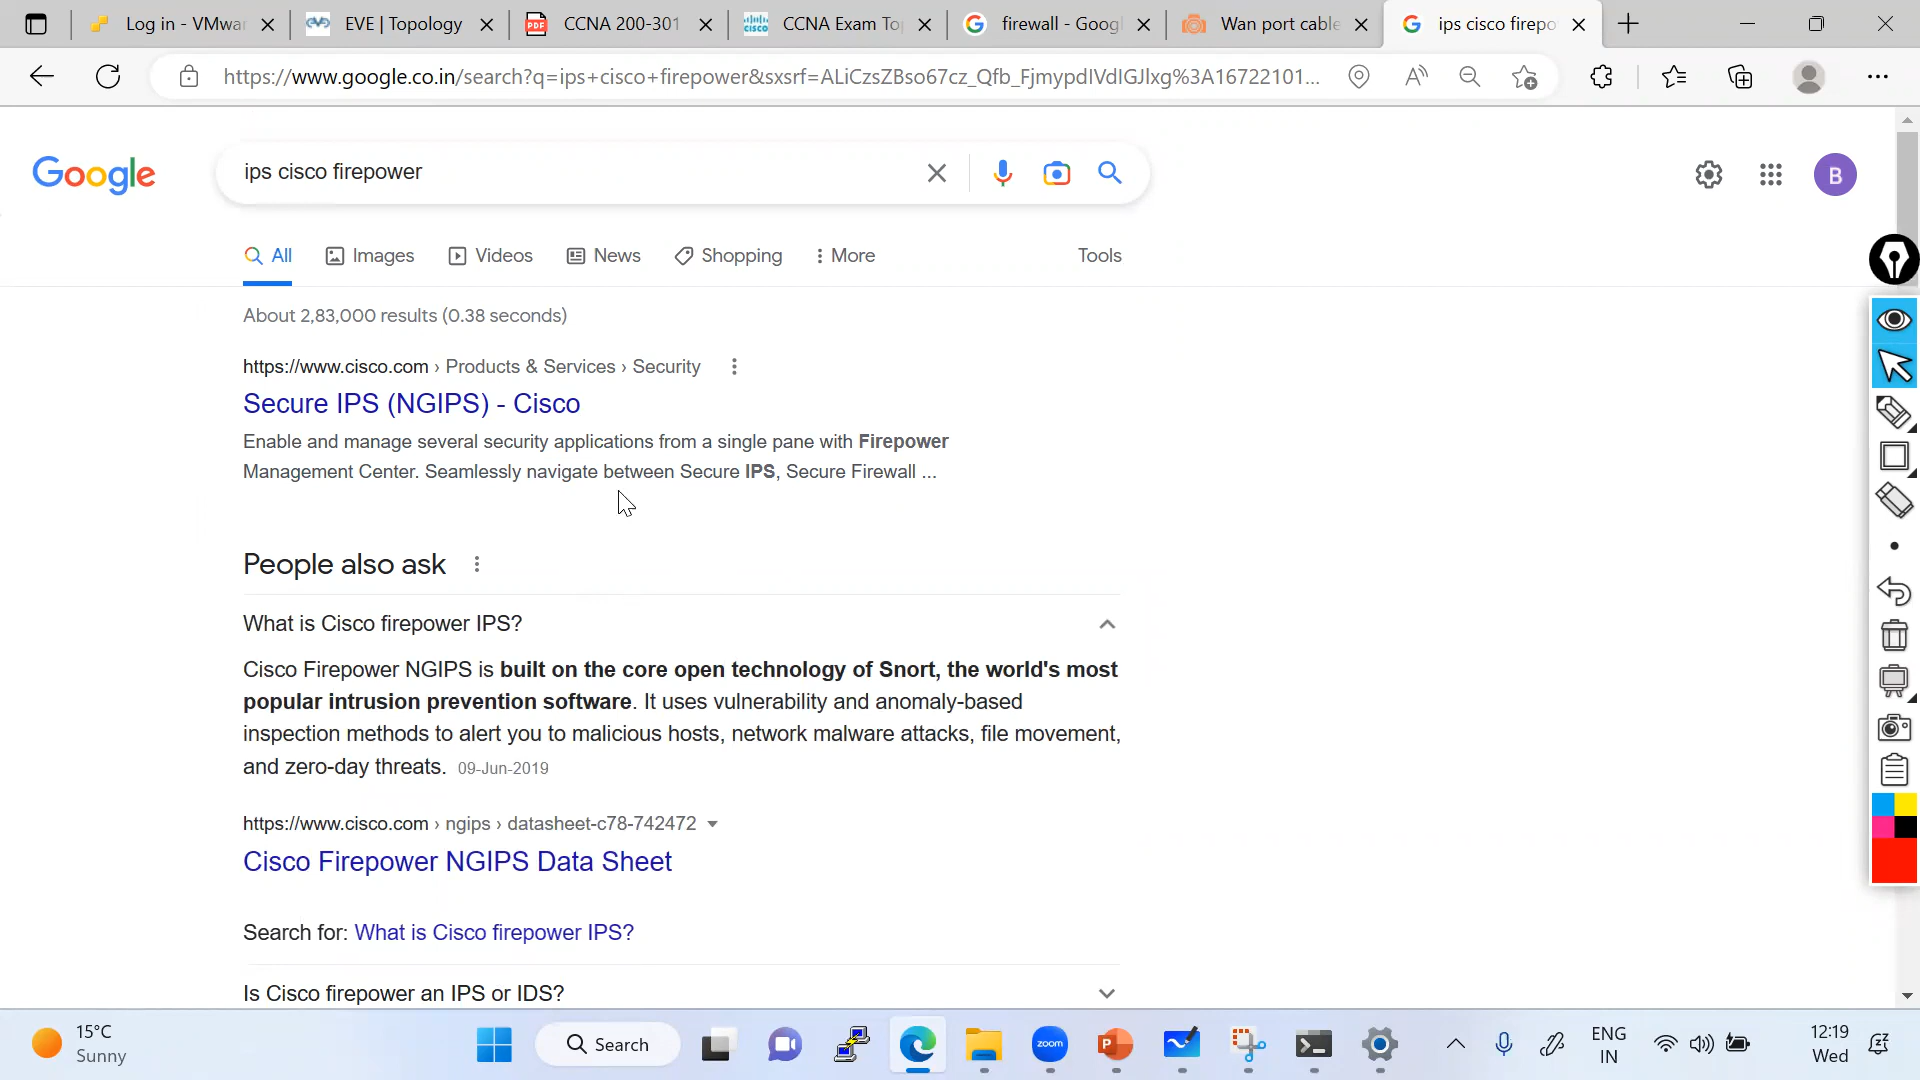 Log in - VMwar
EVE | Topology
CCNA 200-301
CCNA Exam To
firewall - Googl
Wan port cable
ips cisco firepo
https://www.google.co.in/search?q=ips+cisco+firepower&sxsrf=ALiCzsZBso67cz_Qfb_FjmypdIVdIGJlxg%3A16722101...
Google
ips cisco firepower
B
All
Images
Videos
News
Shopping
More
Tools
About 2,83,000 results (0.38 seconds)
https://www.cisco.com › Products & Services › Security
Secure IPS (NGIPS) - Cisco
Enable and manage several security applications from a single pane with Firepower
Management Center. Seamlessly navigate between Secure IPS, Secure Firewall ...
People also ask
What is Cisco firepower IPS?
Cisco Firepower NGIPS is built on the core open technology of Snort, the world's most
popular intrusion prevention software. It uses vulnerability and anomaly-based
inspection methods to alert you to malicious hosts, network malware attacks, file movement,
and zero-day threats. 09-Jun-2019
https://www.cisco.com › ngips › datasheet-c78-742472
Cisco Firepower NGIPS Data Sheet
Search for: What is Cisco firepower IPS?
Is Cisco firepower an IPS or IDS?
15°C
Sunny
Search
zoom
ENG
IN
12:19
Wed